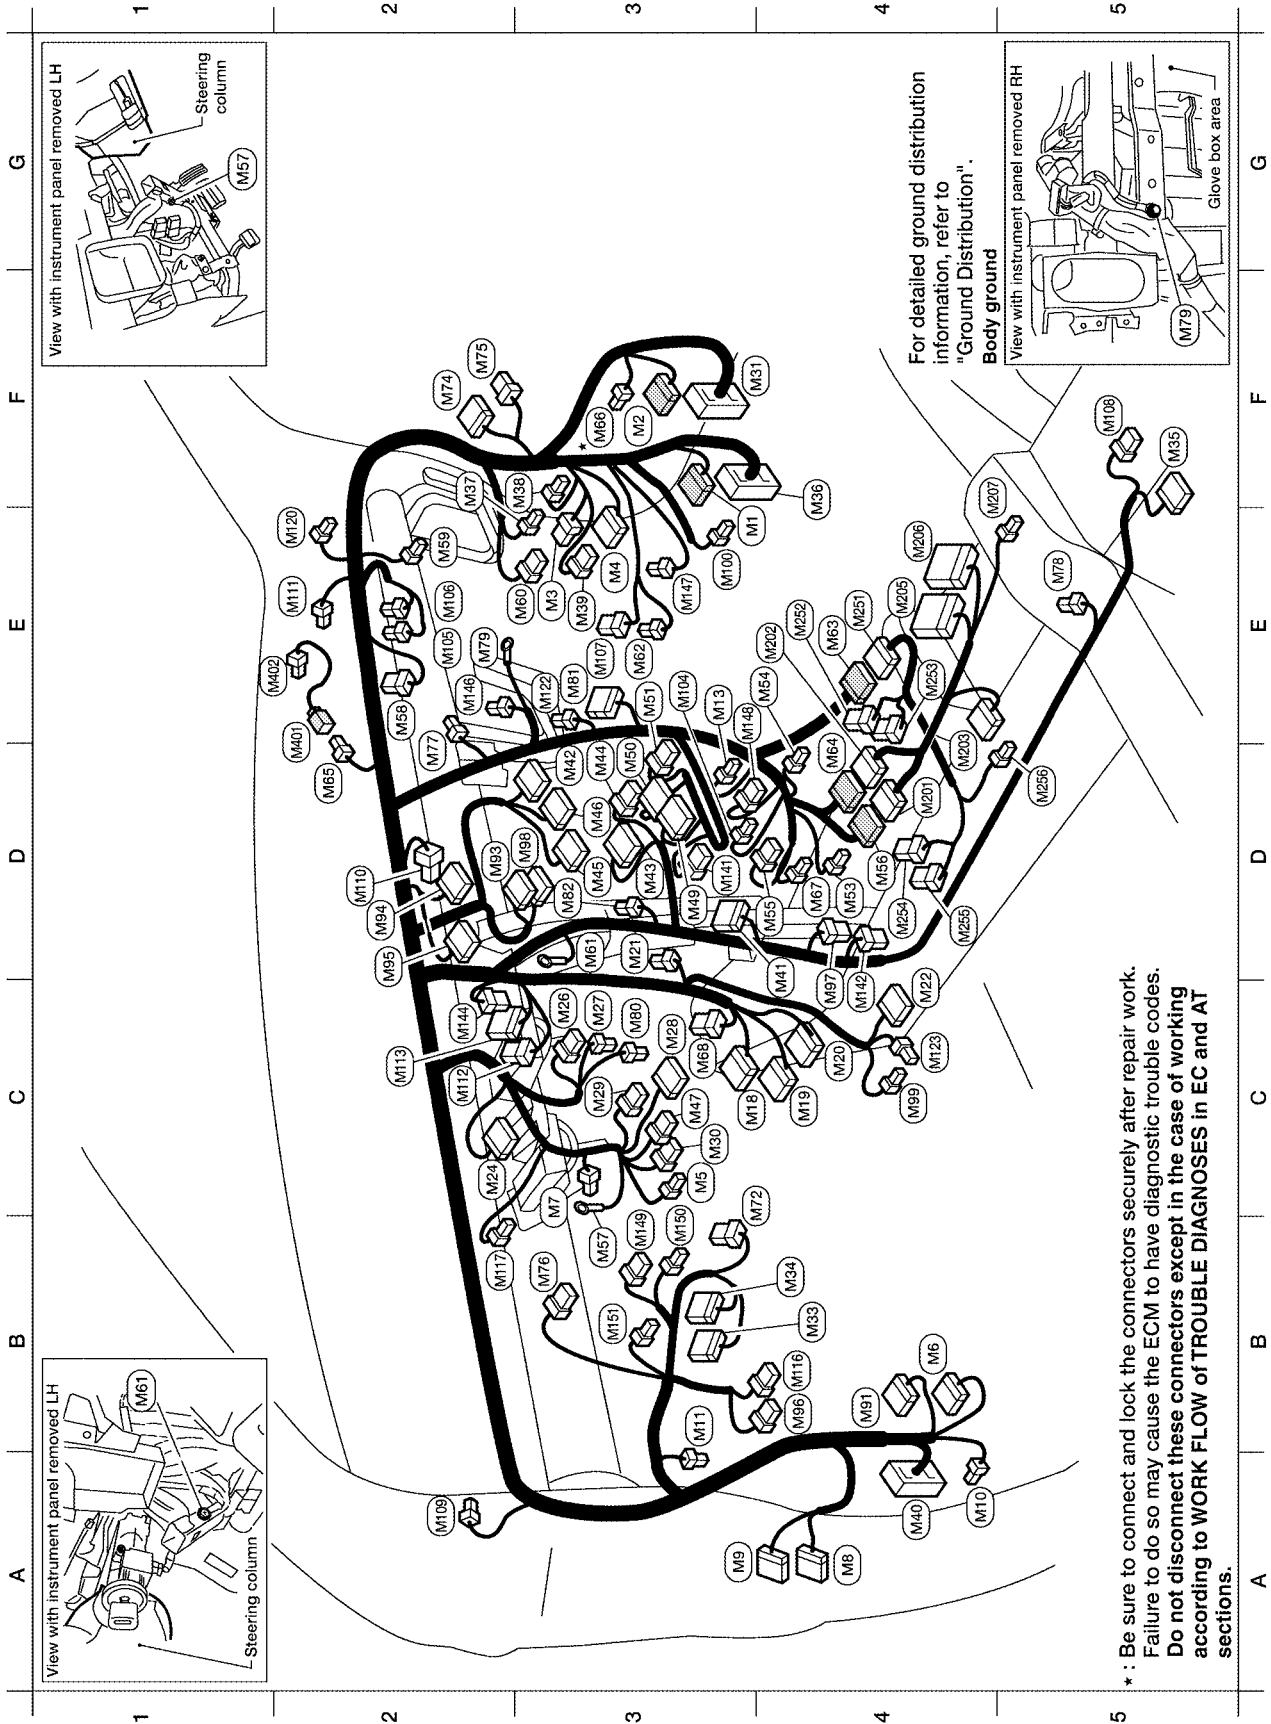 1
2
3
4
5
G
F
E
D
C
B
A
View with instrument panel removed LH
M61
Steering column
View with instrument panel removed LH
Steering
column
M57
For detailed ground distribution
information, refer to
"Ground Distribution".
Body ground
View with instrument panel removed RH
Glove box area
M79
M109
M9
M8
M40
M10
M11
M96
M116
M91
M6
M33
M34
M151
M150
M149
M72
M76
M117
M57
M7
M24
M5
M30
M47
M29
M28
M80
M27
M26
M112
M113
M144
M68
M18
M19
M20
M99
M123
M22
M21
M61
M95
M94
M110
M93
M98
M82
M41
M97
M142
M49
M43
M45
M46
M44
M42
M50
M51
M141
M55
M67
M53
M56
M254
M255
M201
M203
M256
M64
M148
M13
M104
M54
M202
M252
M63
M251
M205
M206
M253
M207
M78
M108
M35
M65
M401
M402
M77
M58
M146
M122
M81
M79
M105
M106
M111
M120
M59
M60
M3
M39
M4
M107
M62
M147
M100
M1
M36
M37
M38
M66
★
M2
M31
M74
M75
★ : Be sure to connect and lock the connectors securely after repair work.
Failure to do so may cause the ECM to have diagnostic trouble codes.
Do not disconnect these connectors except in the case of working
according to WORK FLOW of TROUBLE DIAGNOSES in EC and AT
sections.
G
F
E
D
C
B
A
1
2
3
4
5